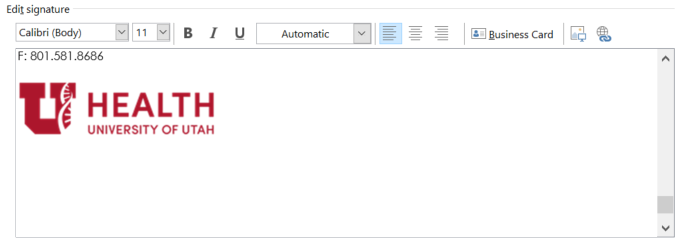 Edit signature
Calibri (Body) 11 B I U Automatic Business Card
F: 801.581.8686
U HEALTH
UNIVERSITY OF UTAH